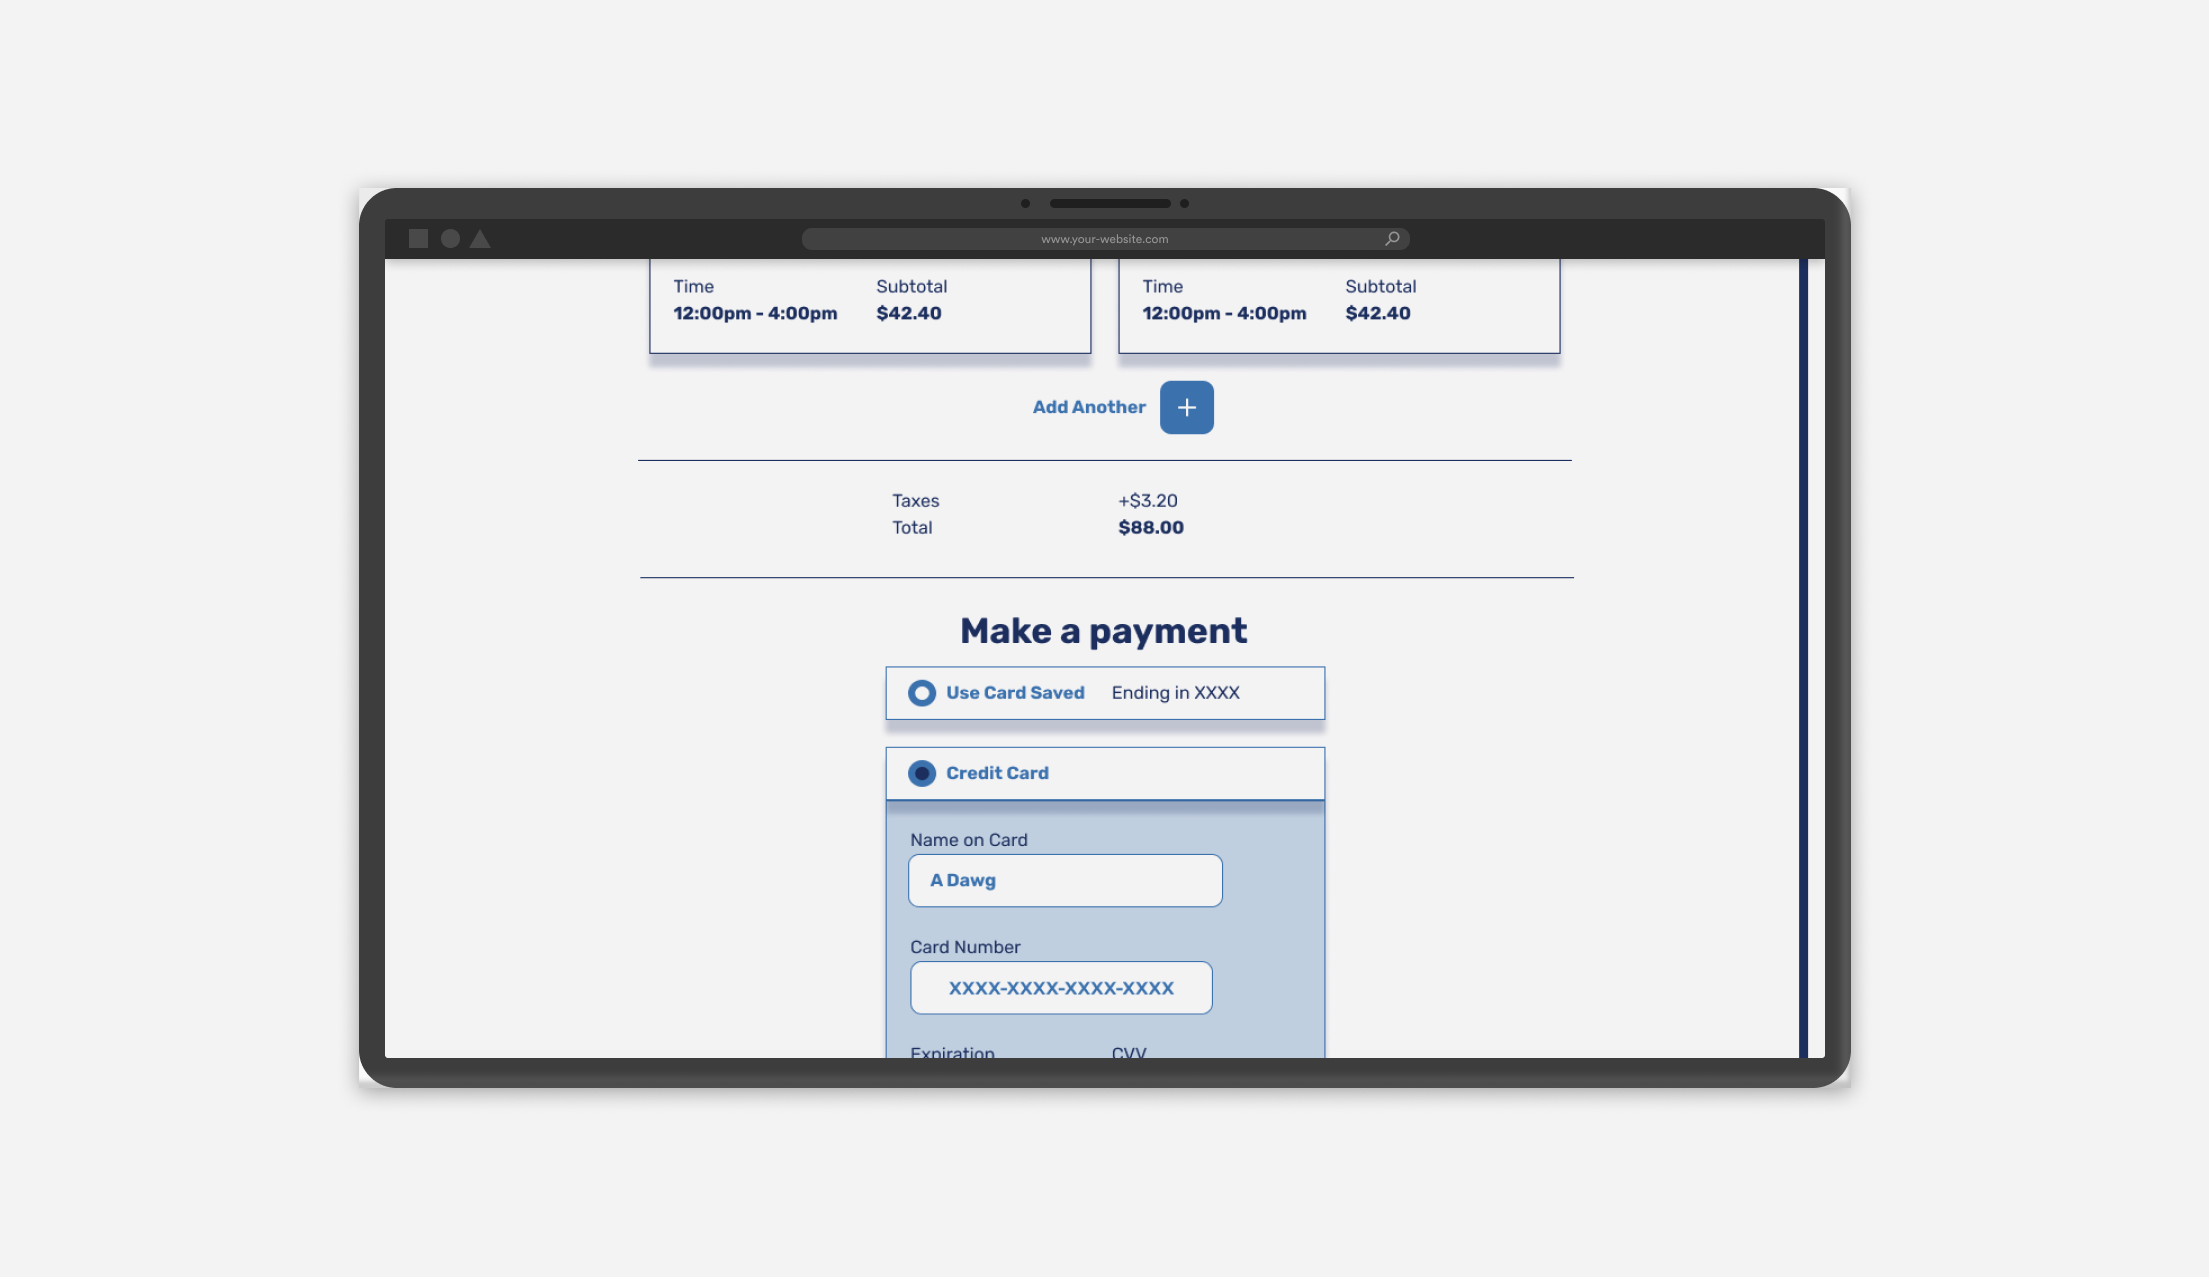 www.your-website.com
Time Subtotal Time Subtotal
12:00pm - 4:00pm $42.40 12:00pm - 4:00pm $42.40
Add Another +
Taxes +$3.20
Total $88.00
Make a payment
Use Card Saved Ending in XXXX
Credit Card
Name on Card
A Dawg
Card Number
XXXX-XXXX-XXXX-XXXX
Expiration CVV